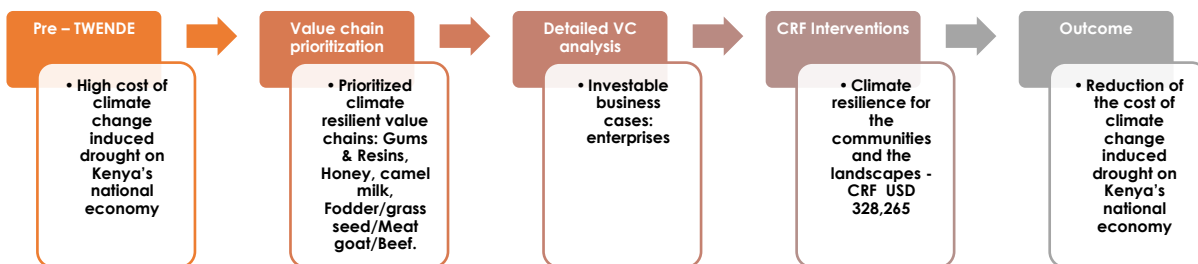 Pre – TWENDE
• High cost of
climate
change
induced
drought on
Kenya's
national
economy
Value chain
prioritization
• Prioritized
climate
resilient value
chains: Gums
& Resins,
Honey, camel
milk,
Fodder/grass
seed/Meat
goat/Beef.
Detailed VC
analysis
• Investable
business
cases:
enterprises
CRF Interventions
• Climate
resilience for
the
communities
and the
landscapes -
CRF USD
328,265
Outcome
• Reduction of
the cost of
climate
change
induced
drought on
Kenya's
national
economy